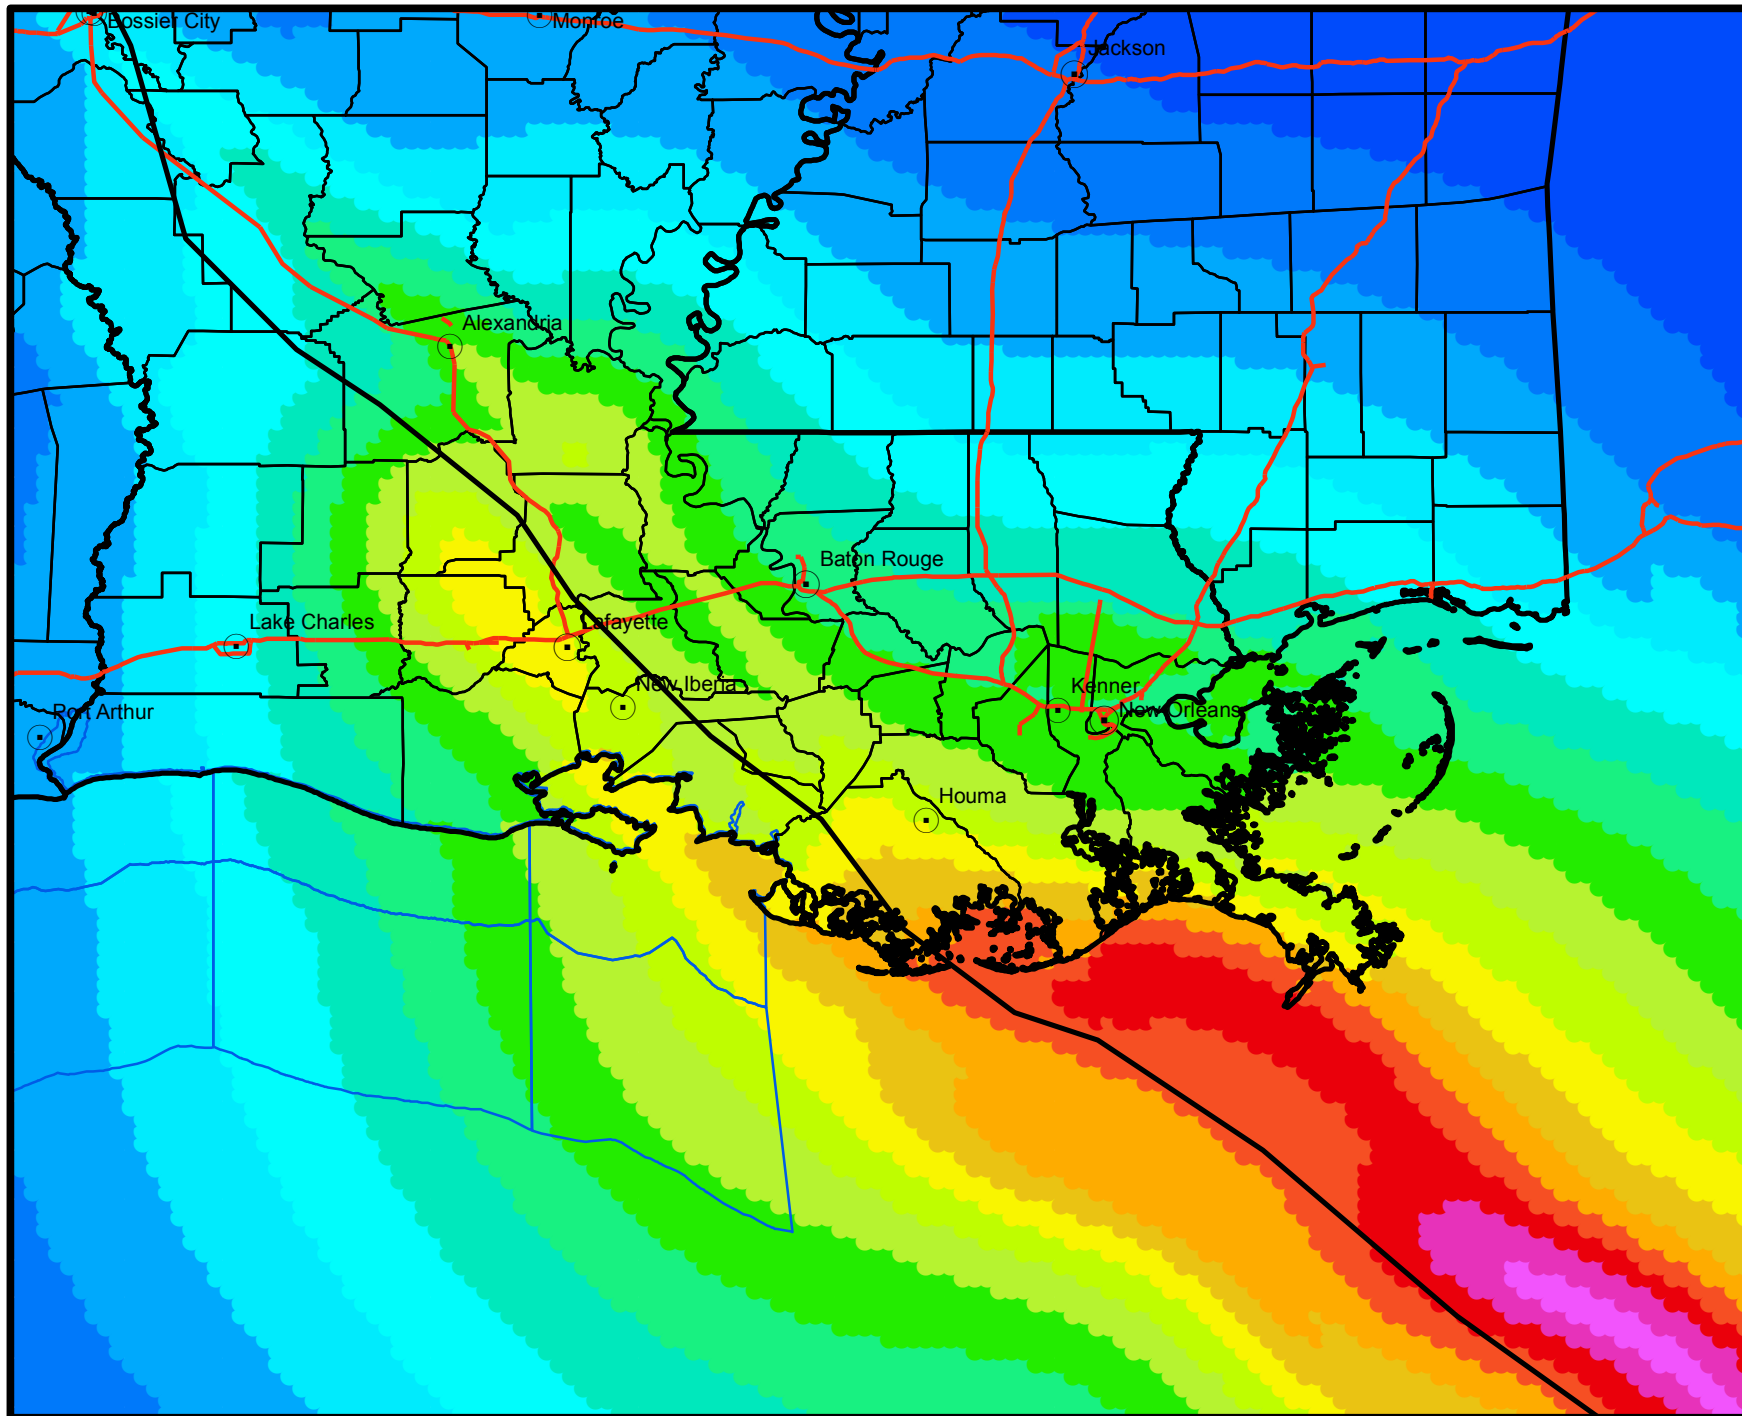 Bossier City
Monroe
Jackson
Alexandria
Baton Rouge
Lake Charles
Lafayette
New Iberia
Kenner
Port Arthur
New Orleans
Houma